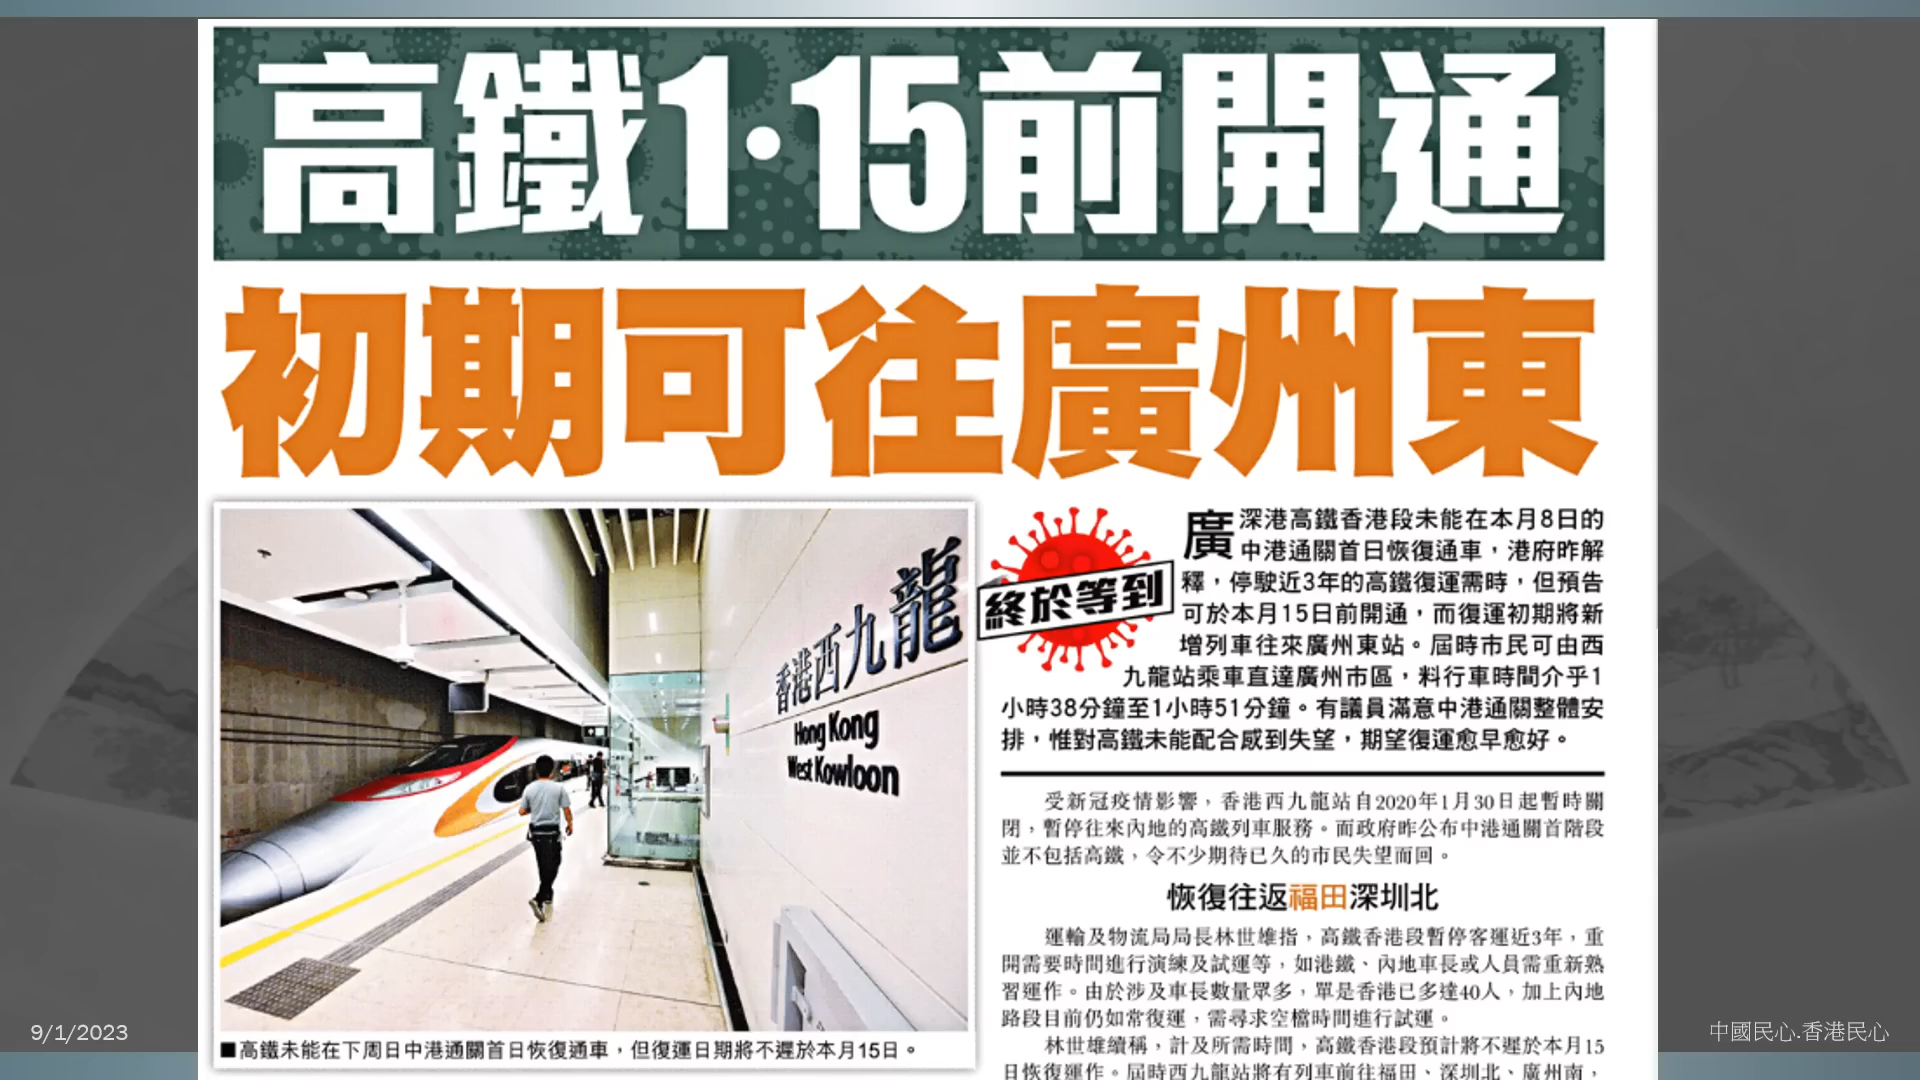 高鐵1·15前開通
初期可往廣州東
香港西九龍
Hong Kong
West Kowloon
■高鐵未能在下周日中港通關首日恢復通車，但復運日期將不遲於本月15日。
終於等到
廣深港高鐵香港段未能在本月8日的
中港通關首日恢復通車，港府昨解
釋，停駛近3年的高鐵復運需時，但預告
可於本月15日前開通，而復運初期將新
增列車往來廣州東站。屆時市民可由西
九龍站乘車直達廣州市區，料行車時間介乎1
小時38分鐘至1小時51分鐘。有議員滿意中港通關整體安
排，惟對高鐵未能配合感到失望，期望復運愈早愈好。
受新冠疫情影響，香港西九龍站自2020年1月30日起暫時關
閉，暫停往來內地的高鐵列車服務。而政府昨公布中港通關首階段
並不包括高鐵，令不少期待已久的市民失望而回。
恢復往返福田深圳北
運輸及物流局局長林世雄指，高鐵香港段暫停客運近3年，重
開需要時間進行演練及試運等，如港鐵、內地車長或人員需重新熟
習運作。由於涉及車長數量眾多，單是香港已多達40人，加上內地
路段目前仍如常復運，需尋求空檔時間進行試運。
林世雄續稱，計及所需時間，高鐵香港段預計將不遲於本月15
日恢復運作。屆時西九龍站將有列車前往福田、深圳北、廣州南，
9/1/2023
中國民心.香港民心